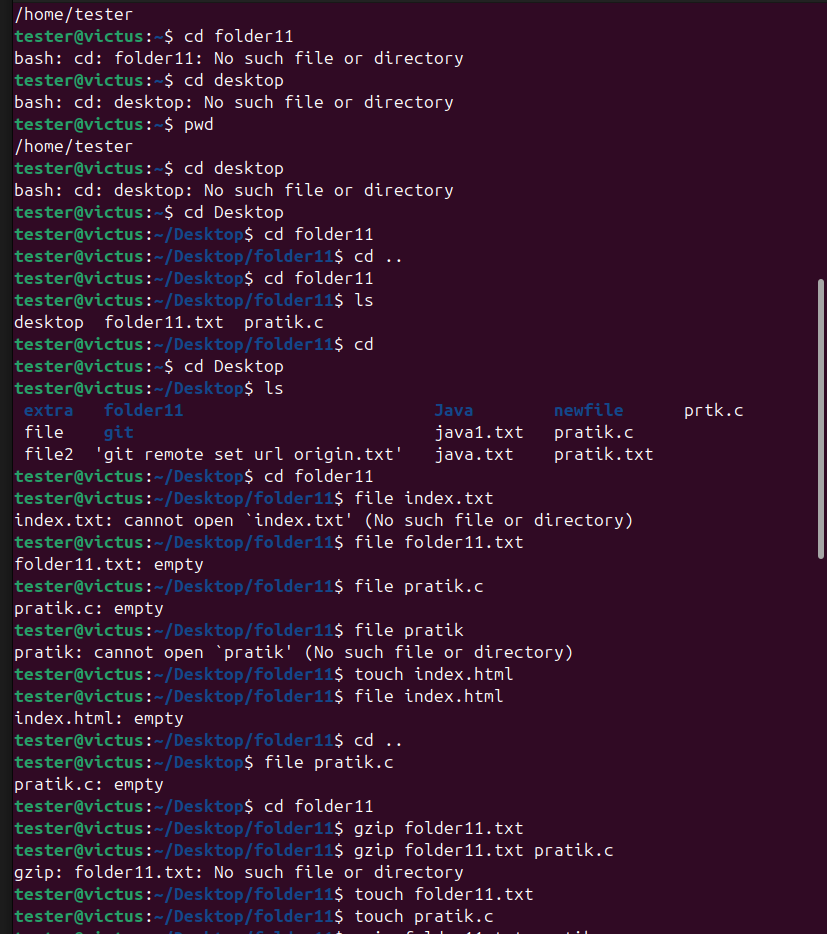 /home/tester
tester@victus:~$ cd folder11
bash: cd: folder11: No such file or directory
tester@victus:~$ cd desktop
bash: cd: desktop: No such file or directory
tester@victus:~$ pwd
/home/tester
tester@victus:~$ cd desktop
bash: cd: desktop: No such file or directory
tester@victus:~$ cd Desktop
tester@victus:~/Desktop$ cd folder11
tester@victus:~/Desktop/folder11$ cd ..
tester@victus:~/Desktop$ cd folder11
tester@victus:~/Desktop/folder11$ ls
desktop  folder11.txt  pratik.c
tester@victus:~/Desktop/folder11$ cd
tester@victus:~$ cd Desktop
tester@victus:~/Desktop$ ls
 extra   folder11                         Java        newfile      prtk.c
 file    git                              java1.txt   pratik.c
 file2  'git remote set url origin.txt'   java.txt    pratik.txt
tester@victus:~/Desktop$ cd folder11
tester@victus:~/Desktop/folder11$ file index.txt
index.txt: cannot open `index.txt' (No such file or directory)
tester@victus:~/Desktop/folder11$ file folder11.txt
folder11.txt: empty
tester@victus:~/Desktop/folder11$ file pratik.c
pratik.c: empty
tester@victus:~/Desktop/folder11$ file pratik
pratik: cannot open `pratik' (No such file or directory)
tester@victus:~/Desktop/folder11$ touch index.html
tester@victus:~/Desktop/folder11$ file index.html
index.html: empty
tester@victus:~/Desktop/folder11$ cd ..
tester@victus:~/Desktop$ file pratik.c
pratik.c: empty
tester@victus:~/Desktop$ cd folder11
tester@victus:~/Desktop/folder11$ gzip folder11.txt
tester@victus:~/Desktop/folder11$ gzip folder11.txt pratik.c
gzip: folder11.txt: No such file or directory
tester@victus:~/Desktop/folder11$ touch folder11.txt
tester@victus:~/Desktop/folder11$ touch pratik.c